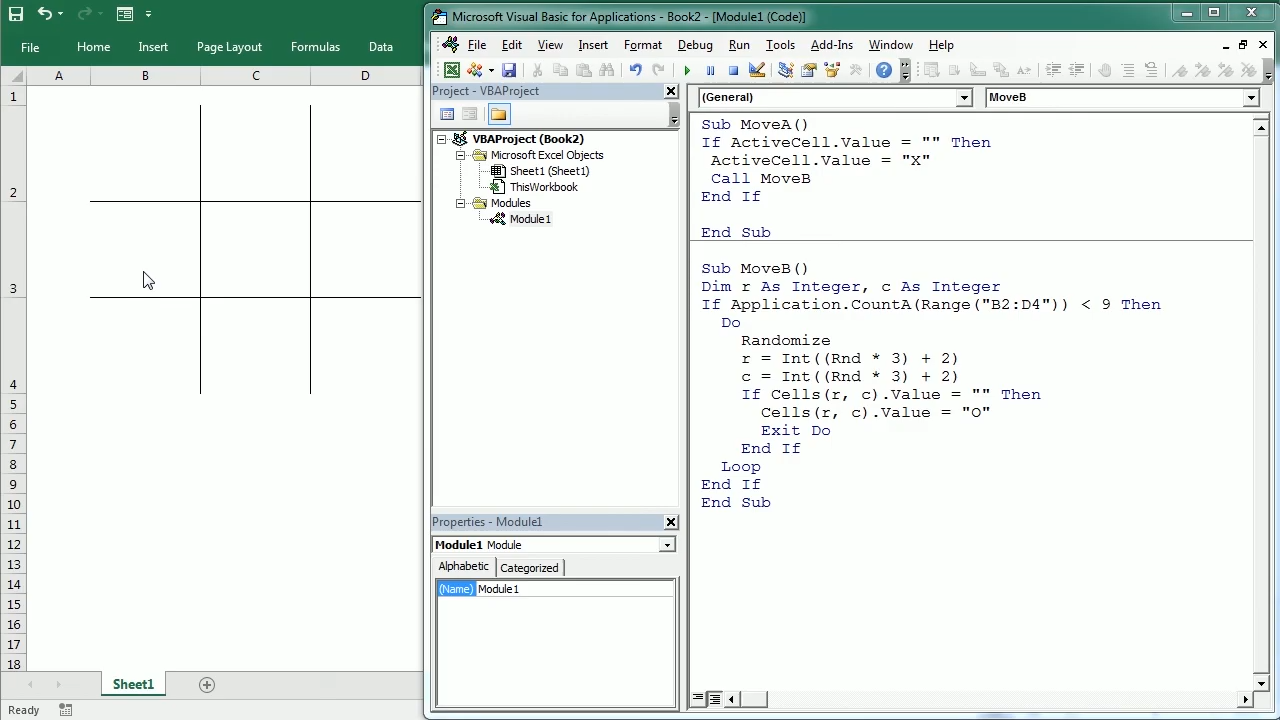 File
Home
Insert
Page Layout
Formulas
Data
A
B
C
D
1
2
3
4
5
6
7
8
9
10
11
12
13
14
15
16
17
18
Sheet1
Ready
Microsoft Visual Basic for Applications - Book2 - [Module1 (Code)]
File Edit View Insert Format Debug Run Tools Add-Ins Window Help
Project - VBAProject
VBAProject (Book2)
Microsoft Excel Objects
Sheet1 (Sheet1)
ThisWorkbook
Modules
Module1
Properties - Module1
Module1 Module
Alphabetic Categorized
(Name) Module1
(General)
MoveB
Sub MoveA()
If ActiveCell.Value = "" Then
ActiveCell.Value = "X"
Call MoveB
End If
End Sub
Sub MoveB()
Dim r As Integer, c As Integer
If Application.CountA(Range("B2:D4")) < 9 Then
Do
Randomize
r = Int((Rnd * 3) + 2)
c = Int((Rnd * 3) + 2)
If Cells(r, c).Value = "" Then
Cells(r, c).Value = "O"
Exit Do
End If
Loop
End If
End Sub